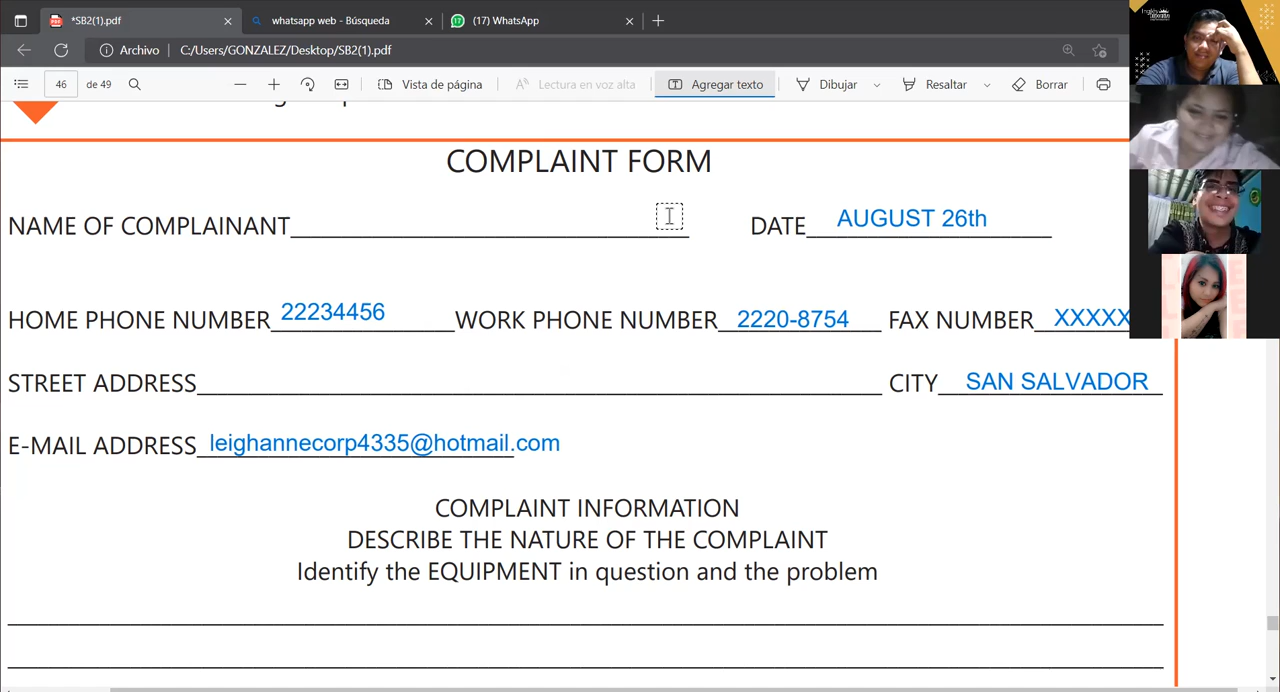 *SB2(1).pdf
whatsapp web - Búsqueda
17 (17) WhatsApp
Archivo C:/Users/GONZALEZ/Desktop/SB2(1).pdf
46 de 49 Vista de página Lectura en voz alta Agregar texto Dibujar Resaltar Borrar
COMPLAINT FORM
NAME OF COMPLAINANT DATE AUGUST 26th
HOME PHONE NUMBER 22234456 WORK PHONE NUMBER 2220-8754 FAX NUMBER XXXXX
STREET ADDRESS CITY SAN SALVADOR
E-MAIL ADDRESS leighannecorp4335@hotmail.com
COMPLAINT INFORMATION
DESCRIBE THE NATURE OF THE COMPLAINT
Identify the EQUIPMENT in question and the problem